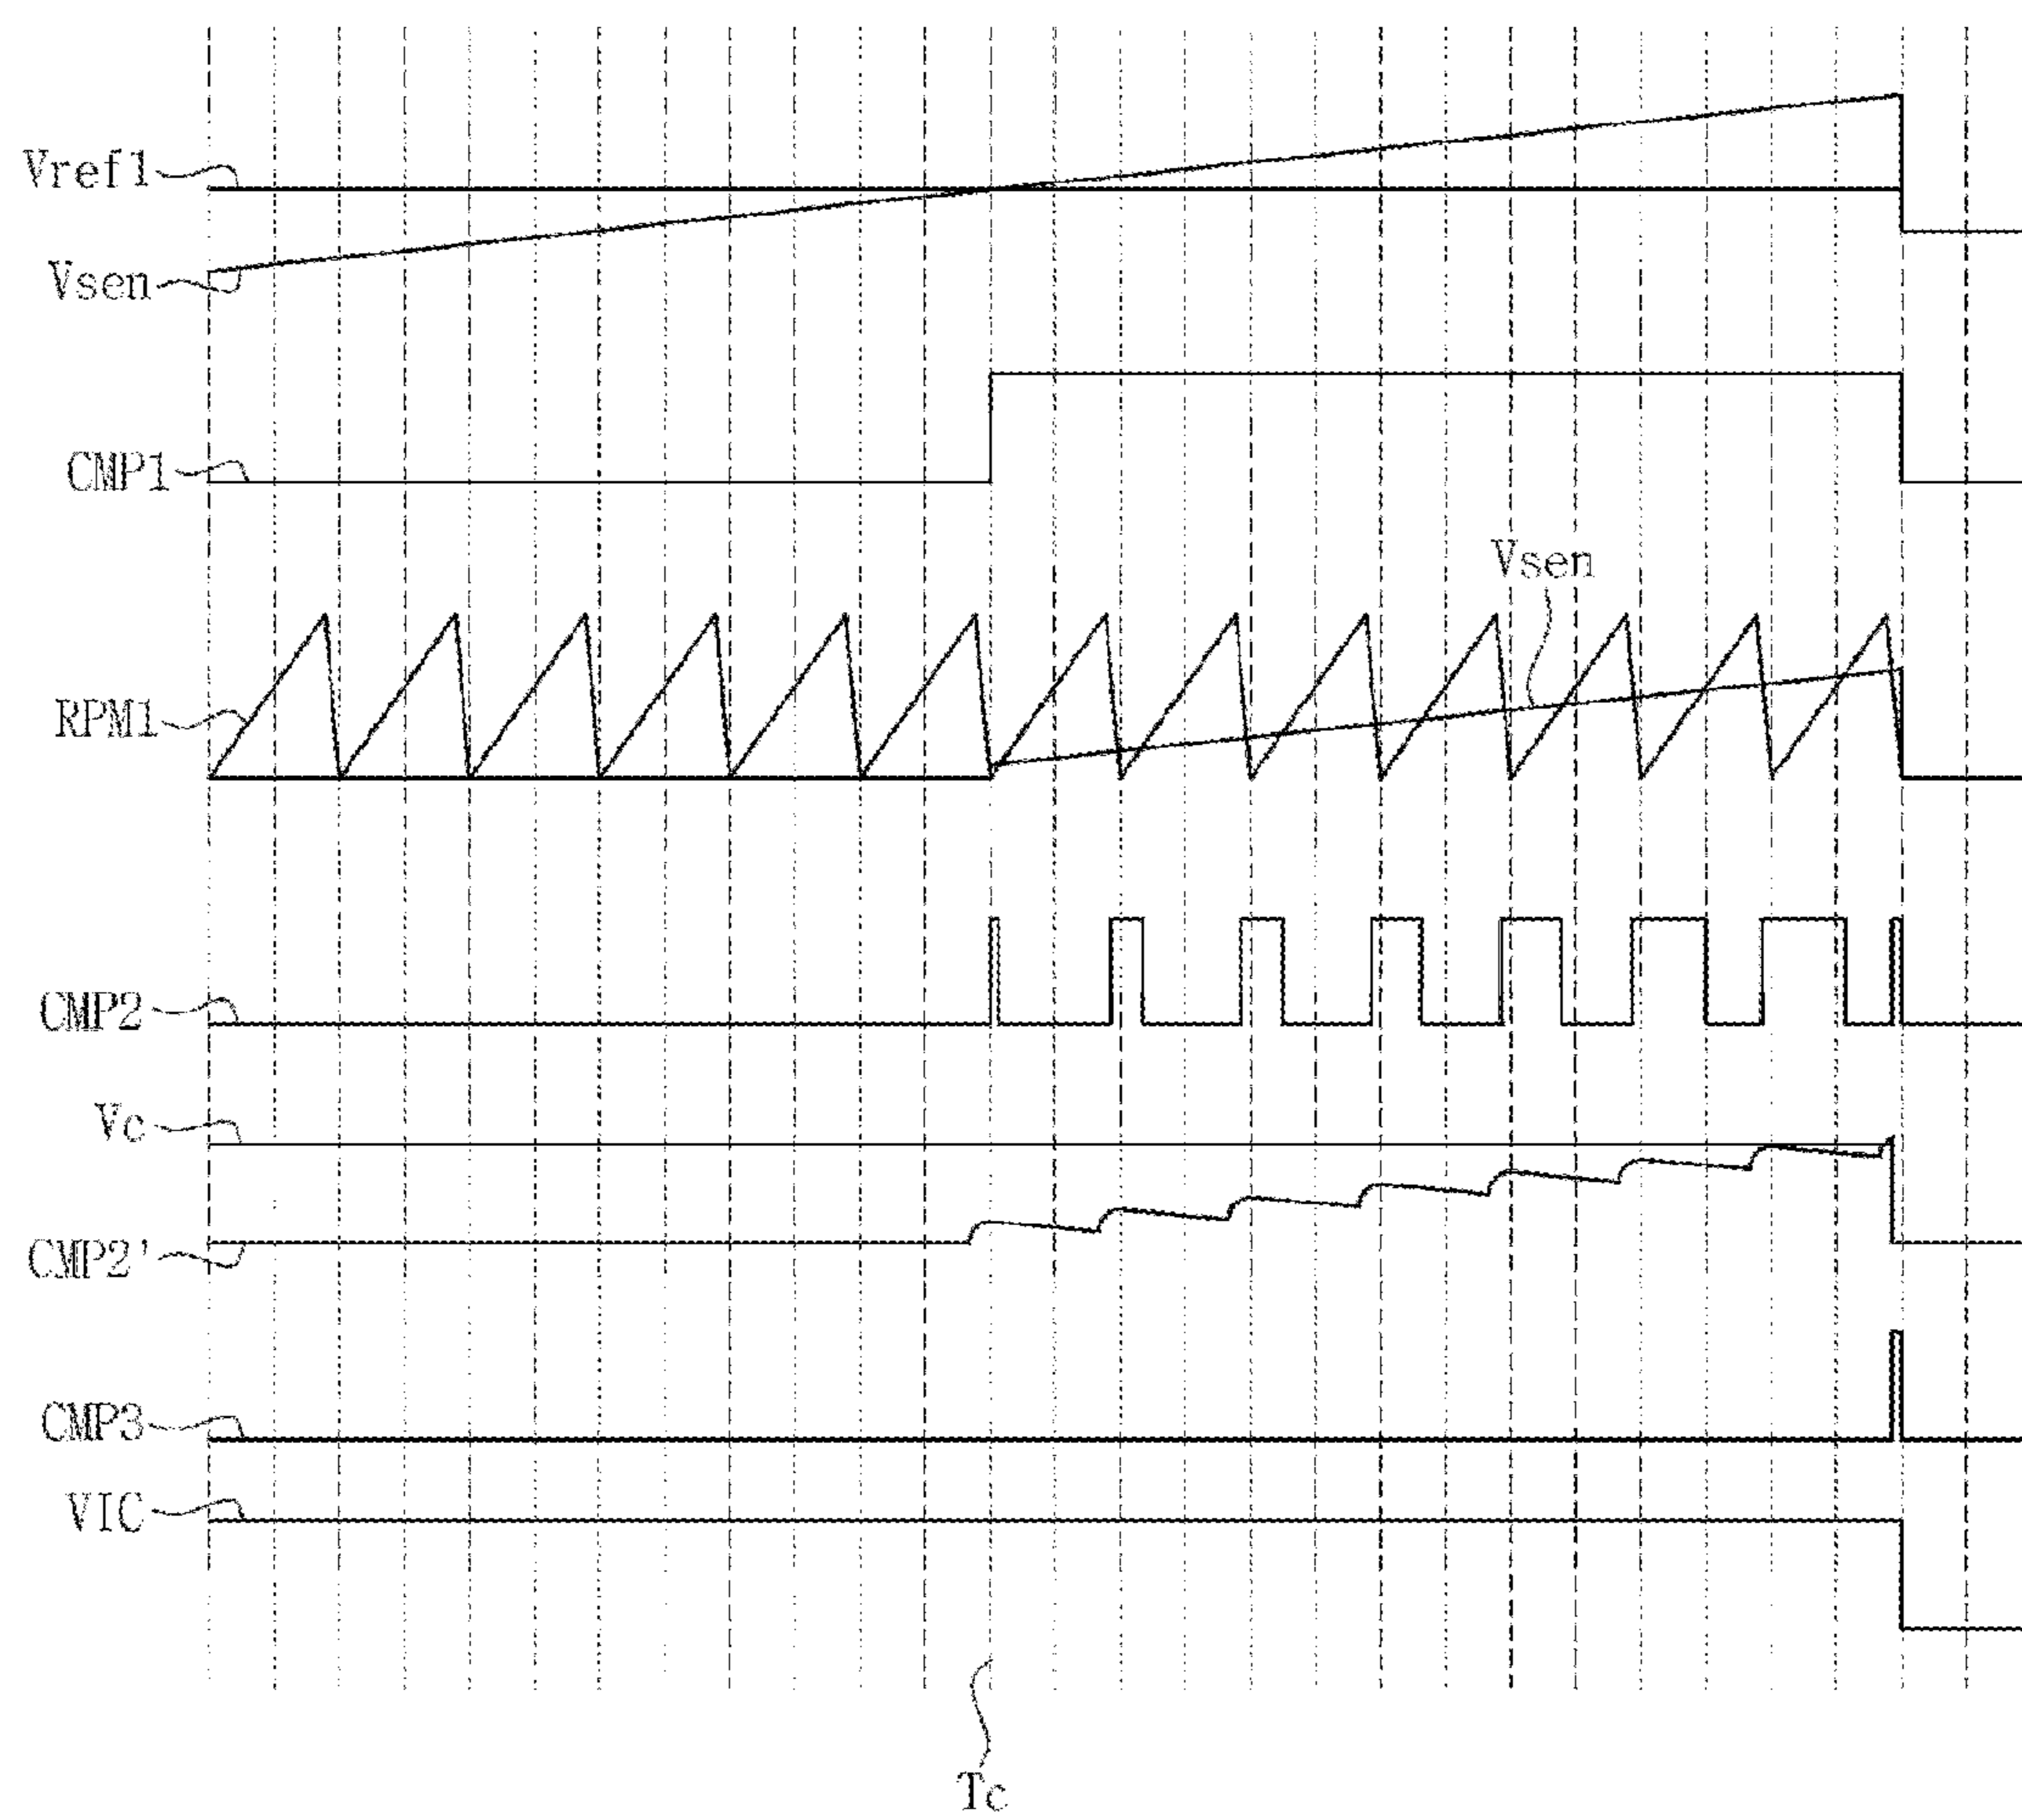 Vref1
Vsen
CMP1
Vsen
RPM1
CMP2
Vc
CMP2'
CMP3
VIC
Tc